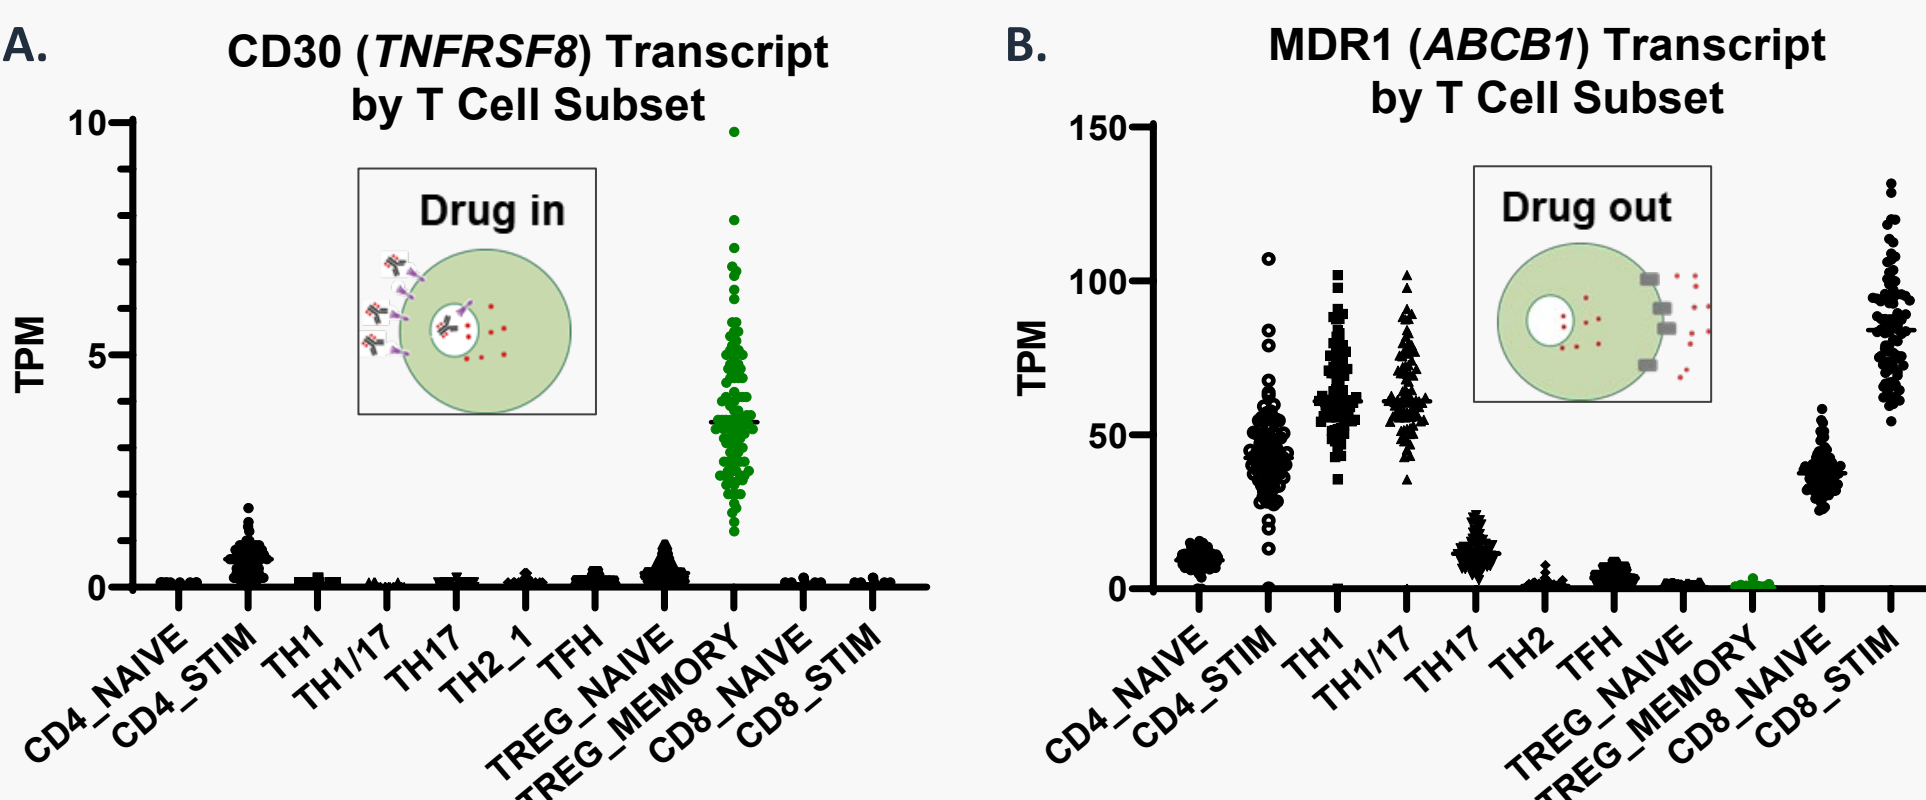 A.
CD30 (TNFRSF8) Transcript
by T Cell Subset
10
5
0
TPM
Drug in
CD4_NAIVE
CD4_STIM
TH1
TH1/17
TH17
TH2_1
TFH
TREG_NAIVE
TREG_MEMORY
CD8_NAIVE
CD8_STIM
B.
MDR1 (ABCB1) Transcript
by T Cell Subset
150
100
50
0
TPM
Drug out
CD4_NAIVE
CD4_STIM
TH1
TH1/17
TH17
TH2
TFH
TREG_NAIVE
TREG_MEMORY
CD8_NAIVE
CD8_STIM